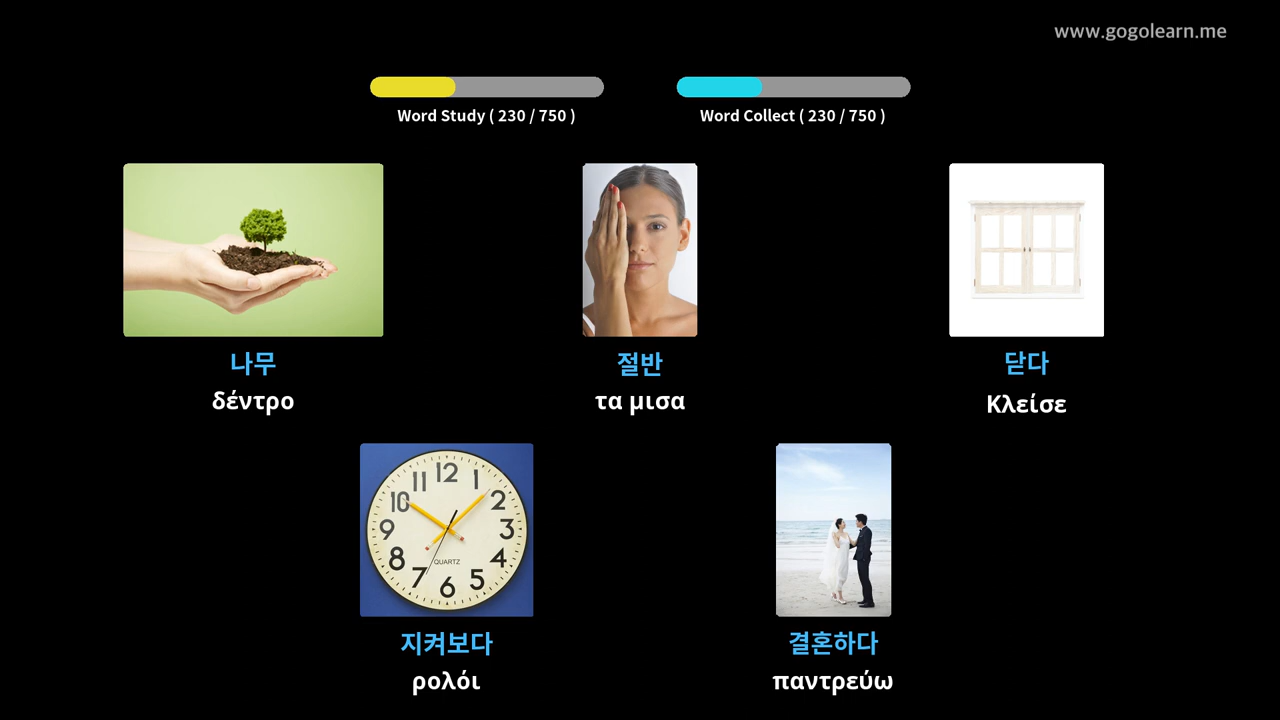 www.gogolearn.me
Word Study ( 230 / 750 )
Word Collect ( 230 / 750 )
나무
δέντρο
절반
τα μισα
닫다
Κλείσε
12
1
2
3
4
5
6
7
8
9
10
11
QUARTZ
지켜보다
ρολόι
결혼하다
παντρεύω